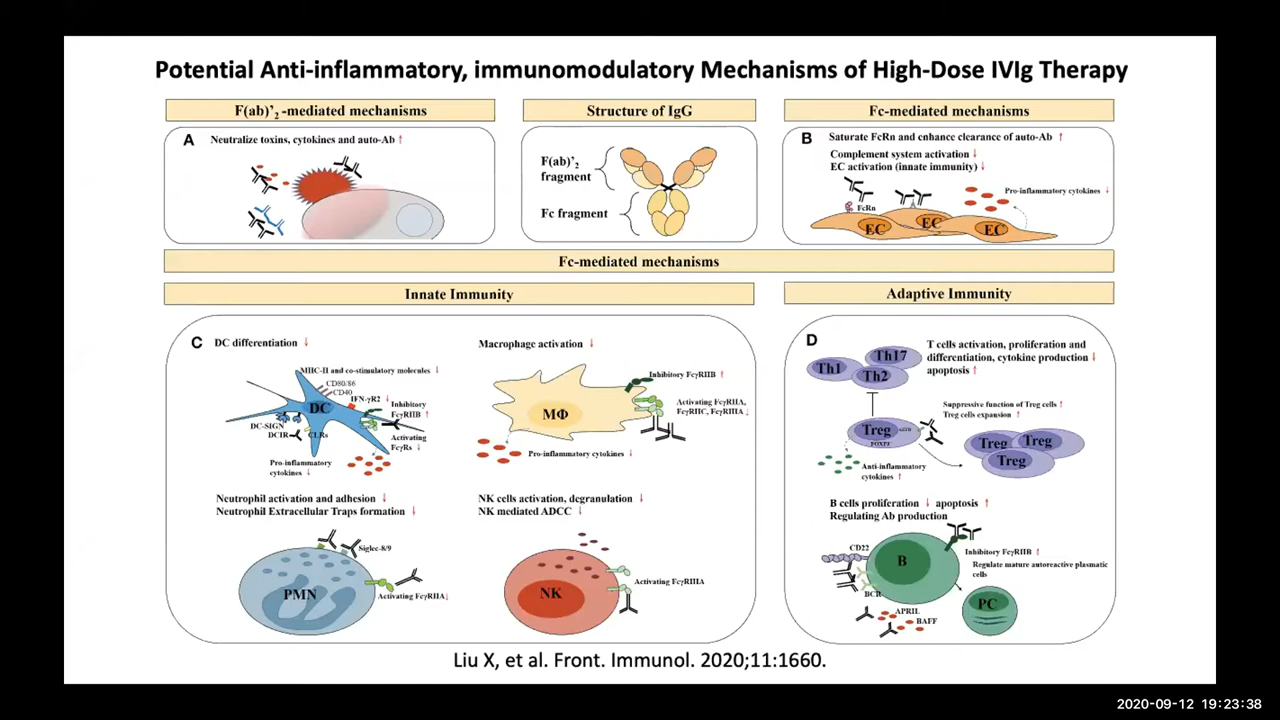 Potential Anti-inflammatory, immunomodulatory Mechanisms of High-Dose IVIg Therapy
F(ab)’2 -mediated mechanisms
Structure of IgG
Fc-mediated mechanisms
A
Neutralize toxins, cytokines and auto-Ab ↑
F(ab)’2
fragment
Fc fragment
B
Saturate FcRn and enhance clearance of auto-Ab ↑
Complement system activation ↓
EC activation (innate immunity) ↓
Pro-inflammatory cytokines ↓
FcRn
EC
EC
EC
Fc-mediated mechanisms
Innate Immunity
Adaptive Immunity
C
DC differentiation ↓
MHC-II and co-stimulatory molecules ↓
CD80/86
CD40
IFN-γR2 ↓
DC
Inhibitory
FcγRIIB ↑
DC-SIGN
DCIR
CLRs
Activating
FcγRs ↓
Pro-inflammatory
cytokines ↓
Macrophage activation ↓
Inhibitory FcγRIIB ↑
MΦ
Activating FcγRIIA,
FcγRIIC, FcγRIIIA↓
Pro-inflammatory cytokines ↓
Neutrophil activation and adhesion ↓
Neutrophil Extracellular Traps formation ↓
Siglec-8/9
PMN
Activating FcγRIIA↓
NK cells activation, degranulation ↓
NK mediated ADCC ↓
NK
Activating FcγRIIIA
D
Th1
Th17
Th2
T cells activation, proliferation and
differentiation, cytokine production ↓
apoptosis ↑
Suppressive function of Treg cells ↑
Treg cells expansion ↑
Treg
FOXP3
Treg
Treg
Treg
Anti-inflammatory
cytokines ↑
B cells proliferation ↓ apoptosis ↑
Regulating Ab production
CD22
B
Inhibitory FcγRIIB ↑
Regulate mature autoreactive plasmatic
cells
BCR
PC
APRIL
BAFF
Liu X, et al. Front. Immunol. 2020;11:1660.
2020-09-12 19:23:38